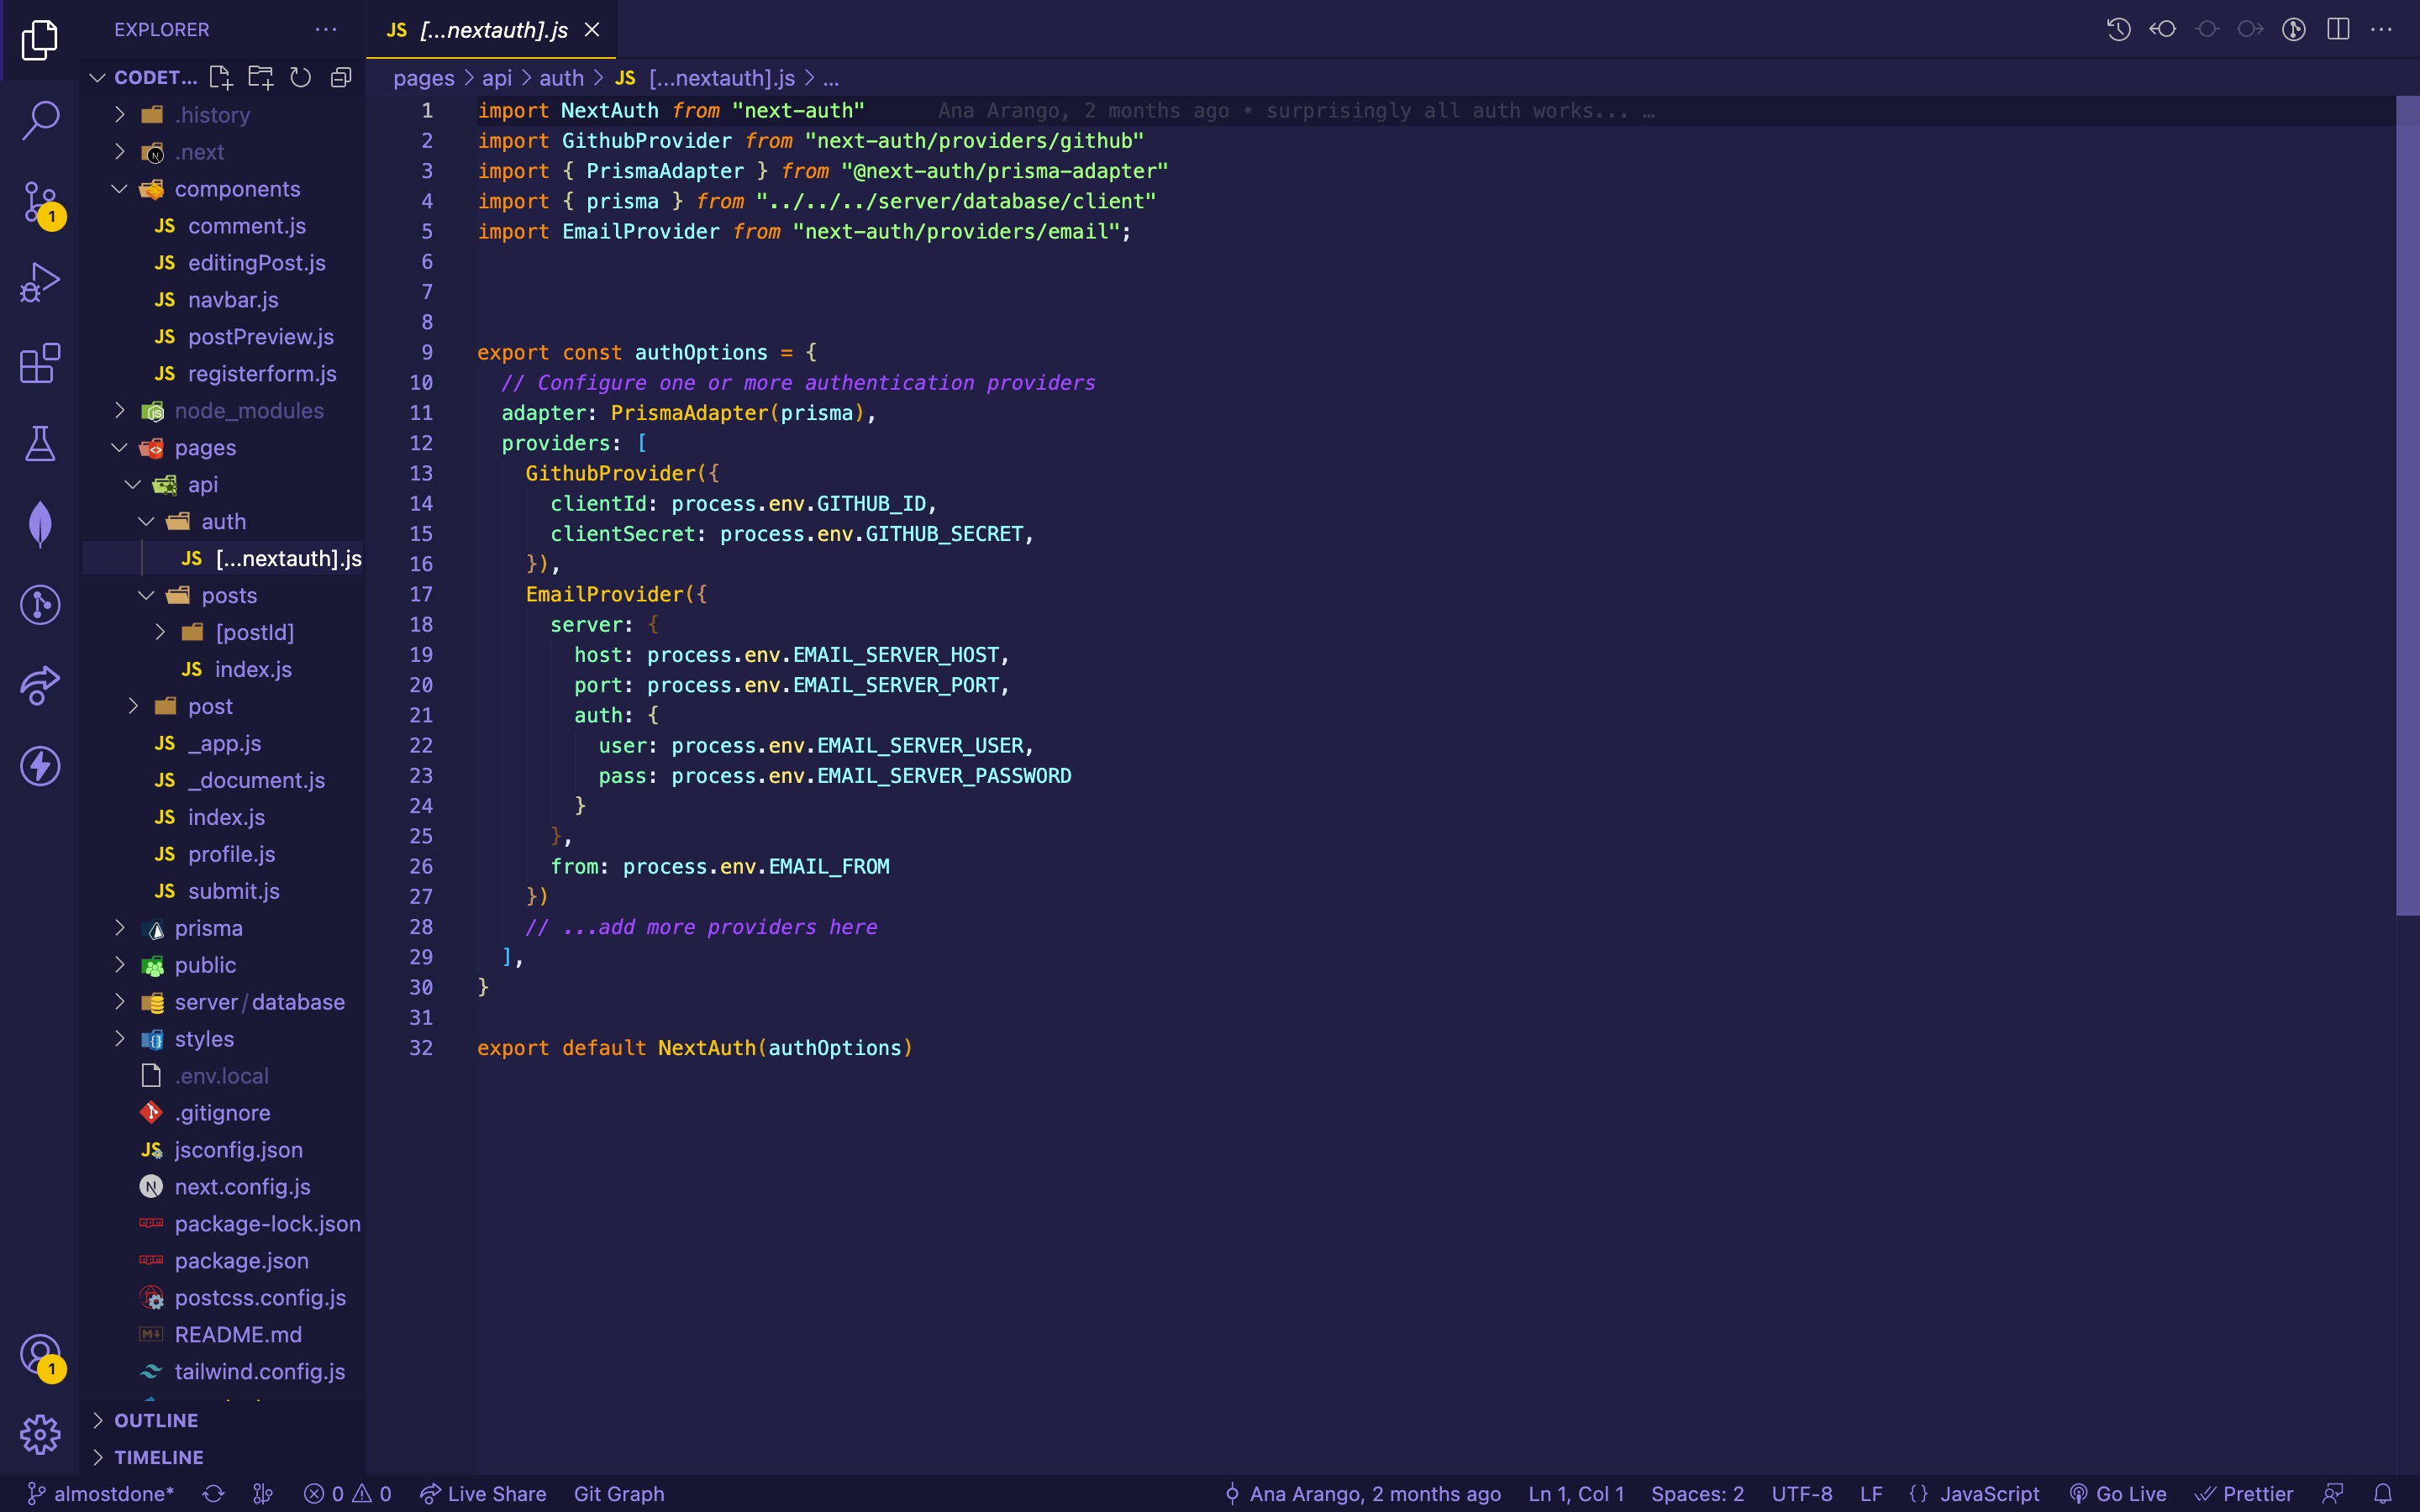 EXPLORER
CODET...
.history
.next
components
JS comment.js
JS editingPost.js
JS navbar.js
JS postPreview.js
JS registerform.js
node_modules
pages
api
auth
JS [...nextauth].js
posts
[postId]
JS index.js
post
JS _app.js
JS _document.js
JS index.js
JS profile.js
JS submit.js
prisma
public
server/database
styles
.env.local
.gitignore
JS jsconfig.json
N next.config.js
package-lock.json
package.json
postcss.config.js
README.md
tailwind.config.js
OUTLINE
TIMELINE
1
1
JS [...nextauth].js
pages > api > auth > JS [...nextauth].js > ...
1 import NextAuth from "next-auth" Ana Arango, 2 months ago • surprisingly all auth works... …
2 import GithubProvider from "next-auth/providers/github"
3 import { PrismaAdapter } from "@next-auth/prisma-adapter"
4 import { prisma } from "../../../server/database/client"
5 import EmailProvider from "next-auth/providers/email";
6
7
8
9 export const authOptions = {
10 // Configure one or more authentication providers
11 adapter: PrismaAdapter(prisma),
12 providers: [
13 GithubProvider({
14 clientId: process.env.GITHUB_ID,
15 clientSecret: process.env.GITHUB_SECRET,
16 }),
17 EmailProvider({
18 server: {
19 host: process.env.EMAIL_SERVER_HOST,
20 port: process.env.EMAIL_SERVER_PORT,
21 auth: {
22 user: process.env.EMAIL_SERVER_USER,
23 pass: process.env.EMAIL_SERVER_PASSWORD
24 }
25 },
26 from: process.env.EMAIL_FROM
27 })
28 // ...add more providers here
29 ],
30 }
31
32 export default NextAuth(authOptions)
almostdone* 0 0 Live Share Git Graph Ana Arango, 2 months ago Ln 1, Col 1 Spaces: 2 UTF-8 LF {} JavaScript Go Live Prettier